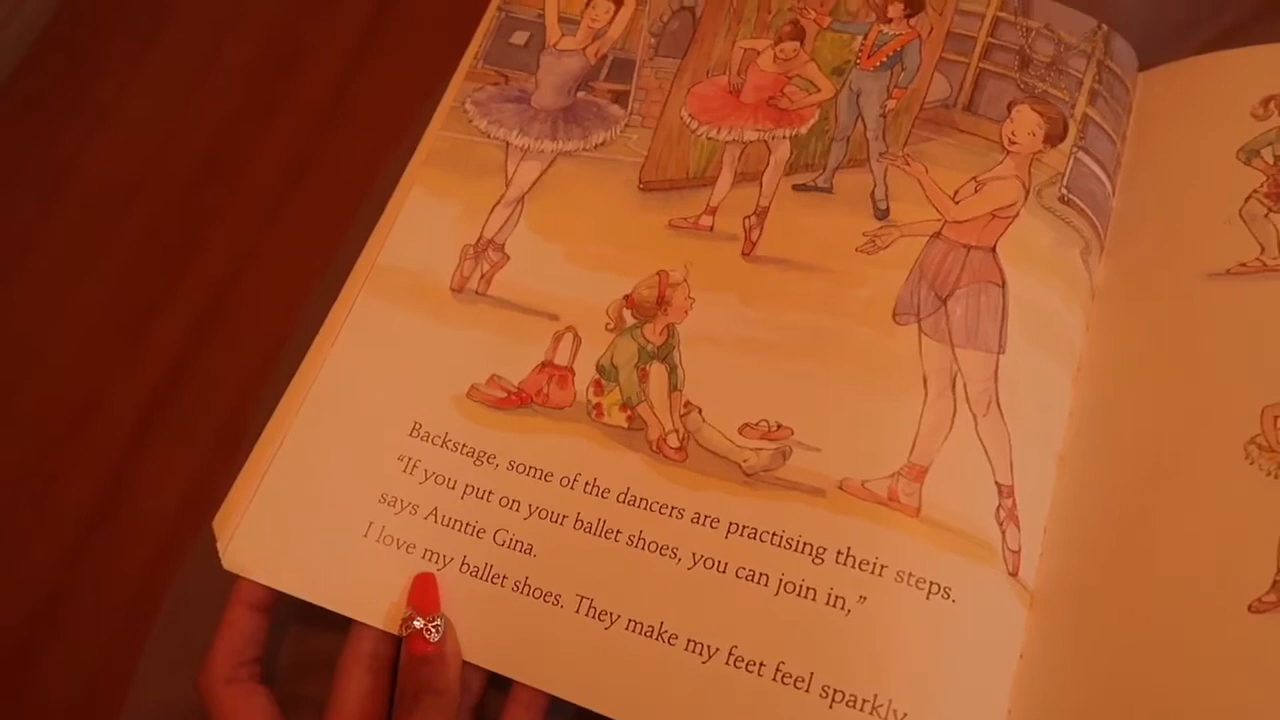 Backstage, some of the dancers are practising their steps.
“If you put on your ballet shoes, you can join in,”
says Auntie Gina.
I love my ballet shoes. They make my feet feel sparkly